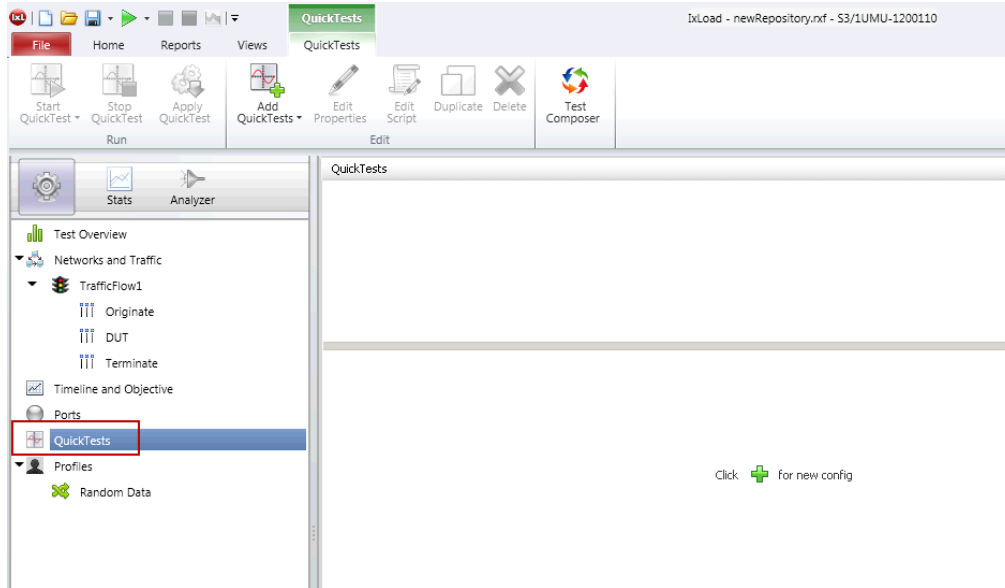 IxL
QuickTests
IxLoad - newRepository.rxf - S3/1UMU-1200110
File Home Reports Views QuickTests
Start QuickTest
Stop QuickTest
Apply QuickTest
Add QuickTests
Edit Properties
Edit Script
Duplicate
Delete
Test Composer
Run
Edit
Stats
Analyzer
QuickTests
Test Overview
Networks and Traffic
TrafficFlow1
Originate
DUT
Terminate
Timeline and Objective
Ports
QuickTests
Profiles
Random Data
Click for new config